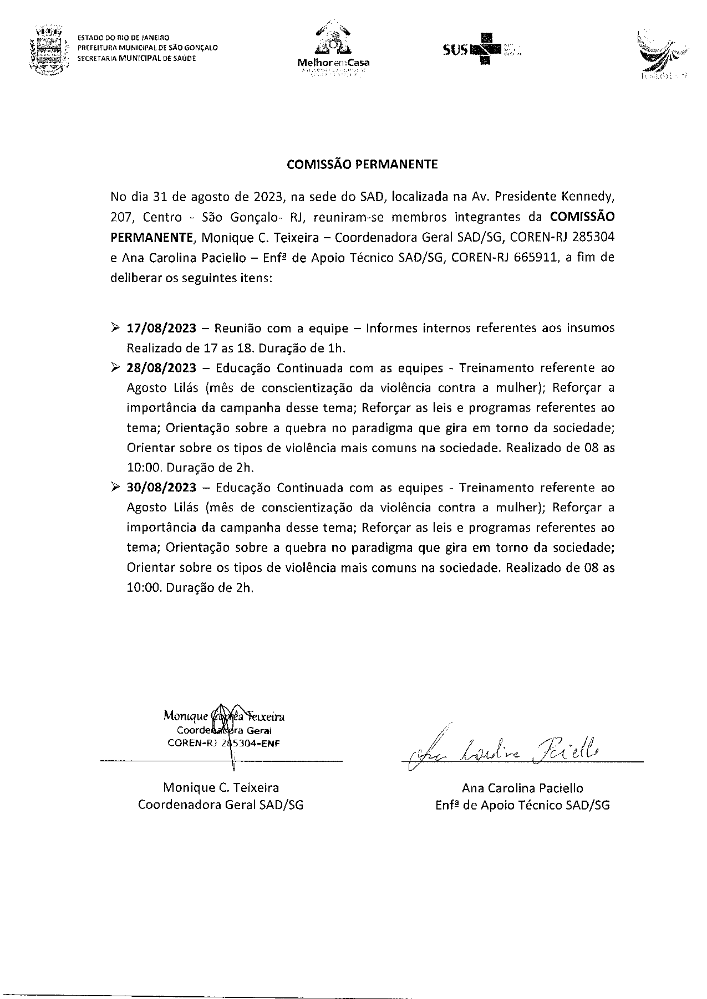 ESTADO DO RIO DE JANEIRO
PREFEITURA MUNICIPAL DE SÃO GONÇALO
SECRETARIA MUNICIPAL DE SAÚDE
Melhor em Casa
SUS
COMISSÃO PERMANENTE
No dia 31 de agosto de 2023, na sede do SAD, localizada na Av. Presidente Kennedy,
207, Centro - São Gonçalo- RJ, reuniram-se membros integrantes da COMISSÃO
PERMANENTE, Monique C. Teixeira – Coordenadora Geral SAD/SG, COREN-RJ 285304
e Ana Carolina Paciello – Enfª de Apoio Técnico SAD/SG, COREN-RJ 665911, a fim de
deliberar os seguintes itens:
➢ 17/08/2023 – Reunião com a equipe – Informes internos referentes aos insumos
Realizado de 17 as 18. Duração de 1h.
➢ 28/08/2023 – Educação Continuada com as equipes - Treinamento referente ao
Agosto Lilás (mês de conscientização da violência contra a mulher); Reforçar a
importância da campanha desse tema; Reforçar as leis e programas referentes ao
tema; Orientação sobre a quebra no paradigma que gira em torno da sociedade;
Orientar sobre os tipos de violência mais comuns na sociedade. Realizado de 08 as
10:00. Duração de 2h.
➢ 30/08/2023 – Educação Continuada com as equipes - Treinamento referente ao
Agosto Lilás (mês de conscientização da violência contra a mulher); Reforçar a
importância da campanha desse tema; Reforçar as leis e programas referentes ao
tema; Orientação sobre a quebra no paradigma que gira em torno da sociedade;
Orientar sobre os tipos de violência mais comuns na sociedade. Realizado de 08 as
10:00. Duração de 2h.
Monique Corrêa Teixeira
Coordenadora Geral
COREN-RJ 285304-ENF
Ana Carolina Paciello
Monique C. Teixeira
Coordenadora Geral SAD/SG
Ana Carolina Paciello
Enfª de Apoio Técnico SAD/SG